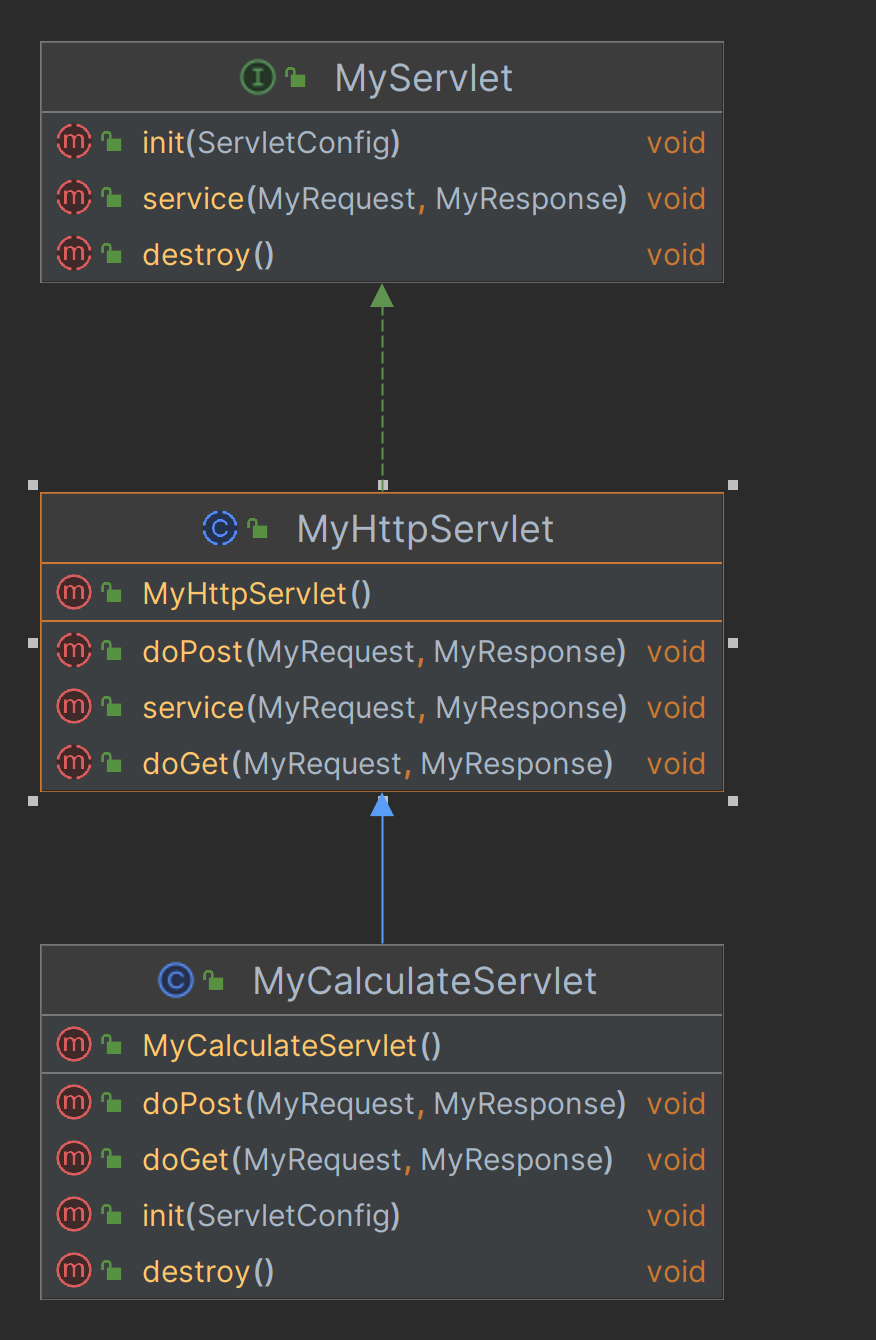 I MyServlet
m init(ServletConfig) void
m service(MyRequest, MyResponse) void
m destroy() void
C MyHttpServlet
m MyHttpServlet()
m doPost(MyRequest, MyResponse) void
m service(MyRequest, MyResponse) void
m doGet(MyRequest, MyResponse) void
C MyCalculateServlet
m MyCalculateServlet()
m doPost(MyRequest, MyResponse) void
m doGet(MyRequest, MyResponse) void
m init(ServletConfig) void
m destroy() void